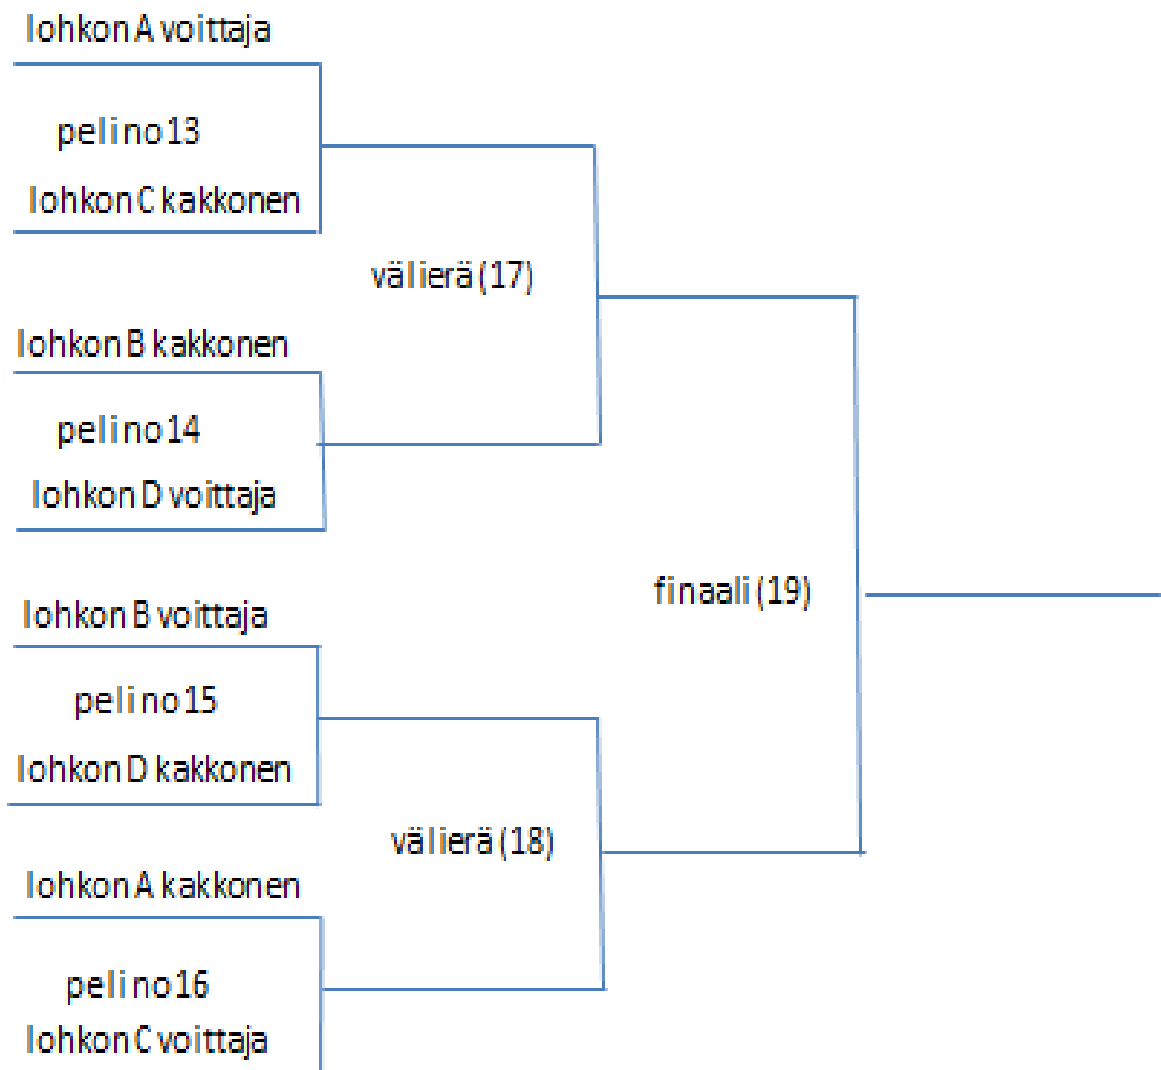 lohkon A voittaja
peli no 13
lohkon C kakkonen
välierä (17)
lohkon B kakkonen
peli no 14
lohkon D voittaja
finaali (19)
lohkon B voittaja
peli no 15
lohkon D kakkonen
välierä (18)
lohkon A kakkonen
peli no 16
lohkon C voittaja